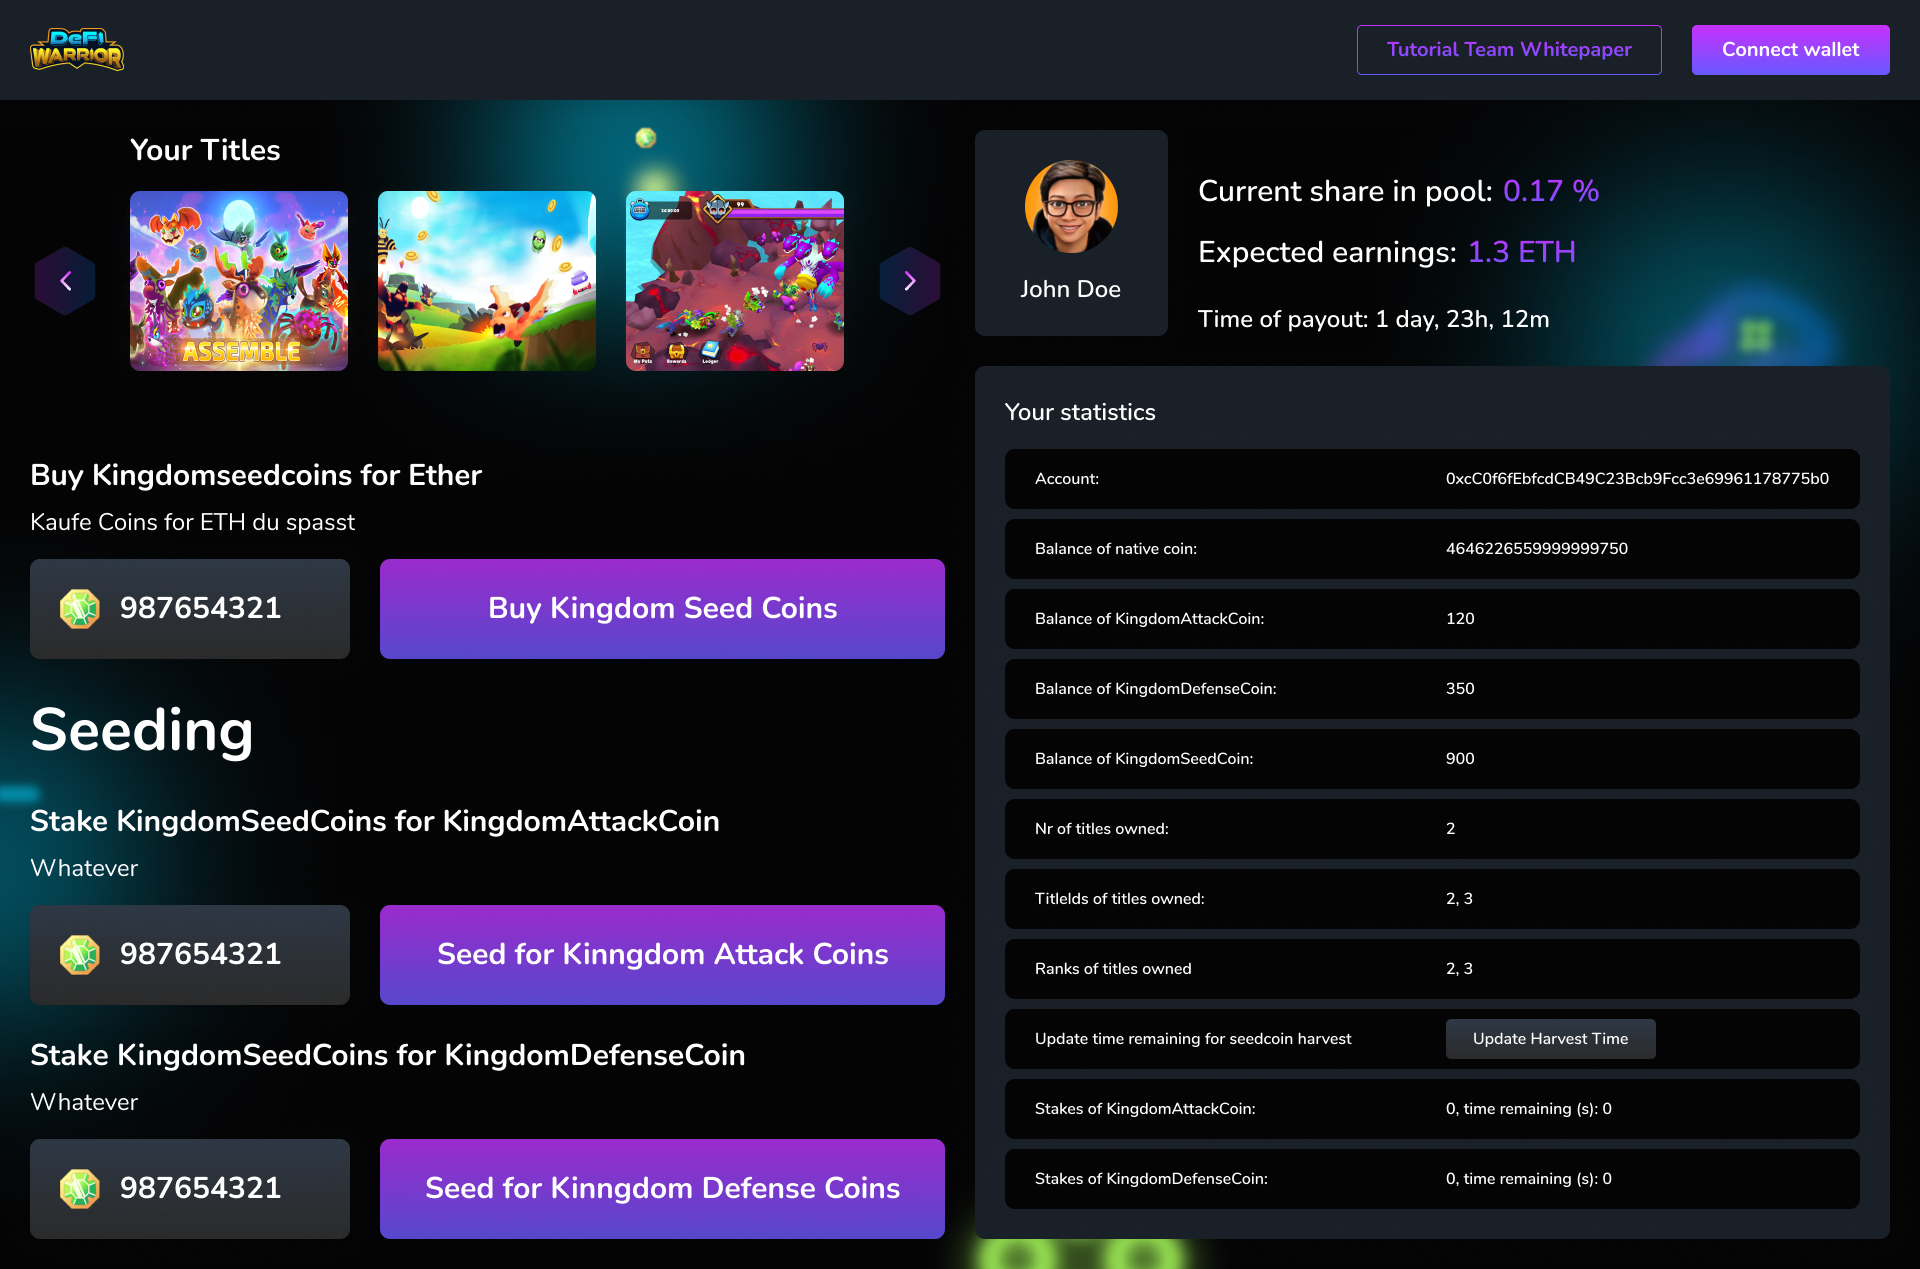 DeFi
WARRIOR
Tutorial Team Whitepaper
Connect wallet
Your Titles
ASSEMBLE
99
My Pets
Rewards
Ledger
John Doe
Current share in pool: 0.17 %
Expected earnings: 1.3 ETH
Time of payout: 1 day, 23h, 12m
Buy Kingdomseedcoins for Ether
Kaufe Coins for ETH du spasst
987654321
Buy Kingdom Seed Coins
Seeding
Stake KingdomSeedCoins for KingdomAttackCoin
Whatever
987654321
Seed for Kinngdom Attack Coins
Stake KingdomSeedCoins for KingdomDefenseCoin
Whatever
987654321
Seed for Kinngdom Defense Coins
Your statistics
Account: 0xcC0f6fEbfcdCB49C23Bcb9Fcc3e69961178775b0
Balance of native coin: 4646226559999999750
Balance of KingdomAttackCoin: 120
Balance of KingdomDefenseCoin: 350
Balance of KingdomSeedCoin: 900
Nr of titles owned: 2
TitleIds of titles owned: 2, 3
Ranks of titles owned 2, 3
Update time remaining for seedcoin harvest Update Harvest Time
Stakes of KingdomAttackCoin: 0, time remaining (s): 0
Stakes of KingdomDefenseCoin: 0, time remaining (s): 0